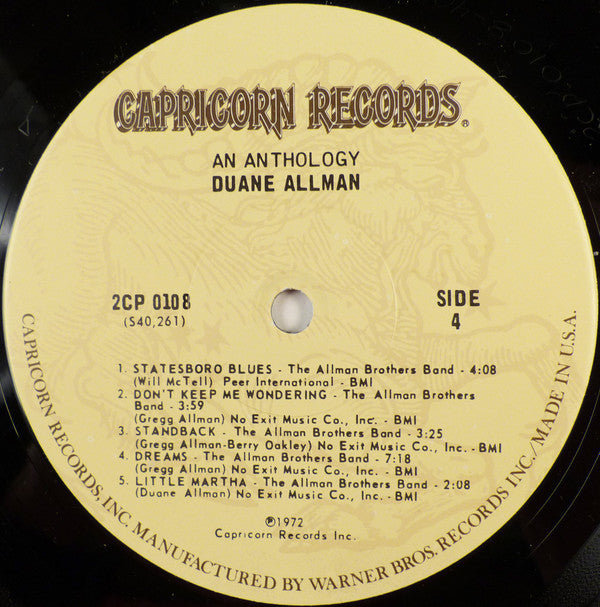 CAPRICORN RECORDS®
AN ANTHOLOGY
DUANE ALLMAN
2CP 0108
(S40,261)
SIDE
4
1. STATESBORO BLUES - The Allman Brothers Band - 4:08
(Will McTell) Peer International - BMI
2. DON'T KEEP ME WONDERING - The Allman Brothers
Band - 3:59
(Gregg Allman) No Exit Music Co., Inc. - BMI
3. STANDBACK - The Allman Brothers Band - 3:25
(Gregg Allman-Berry Oakley) No Exit Music Co., Inc. - BMI
4. DREAMS - The Allman Brothers Band - 7:18
(Gregg Allman) No Exit Music Co., Inc. - BMI
5. LITTLE MARTHA - The Allman Brothers Band - 2:08
(Duane Allman) No Exit Music Co., Inc. - BMI
℗1972
Capricorn Records Inc.
CAPRICORN RECORDS, INC. MANUFACTURED BY WARNER BROS. RECORDS INC./MADE IN U.S.A.